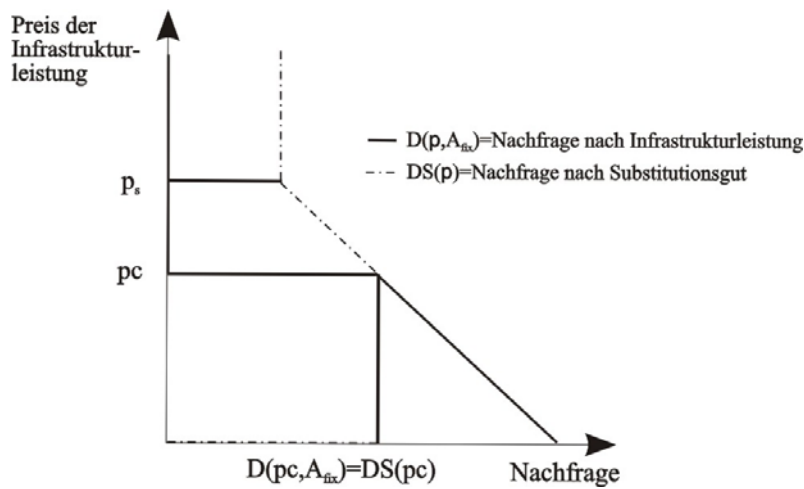 Preis der
Infrastruktur-
leistung
D(p,A_fix)=Nachfrage nach Infrastrukturleistung
DS(p)=Nachfrage nach Substitutionsgut
p_s
pc
D(pc,A_fix)=DS(pc)
Nachfrage